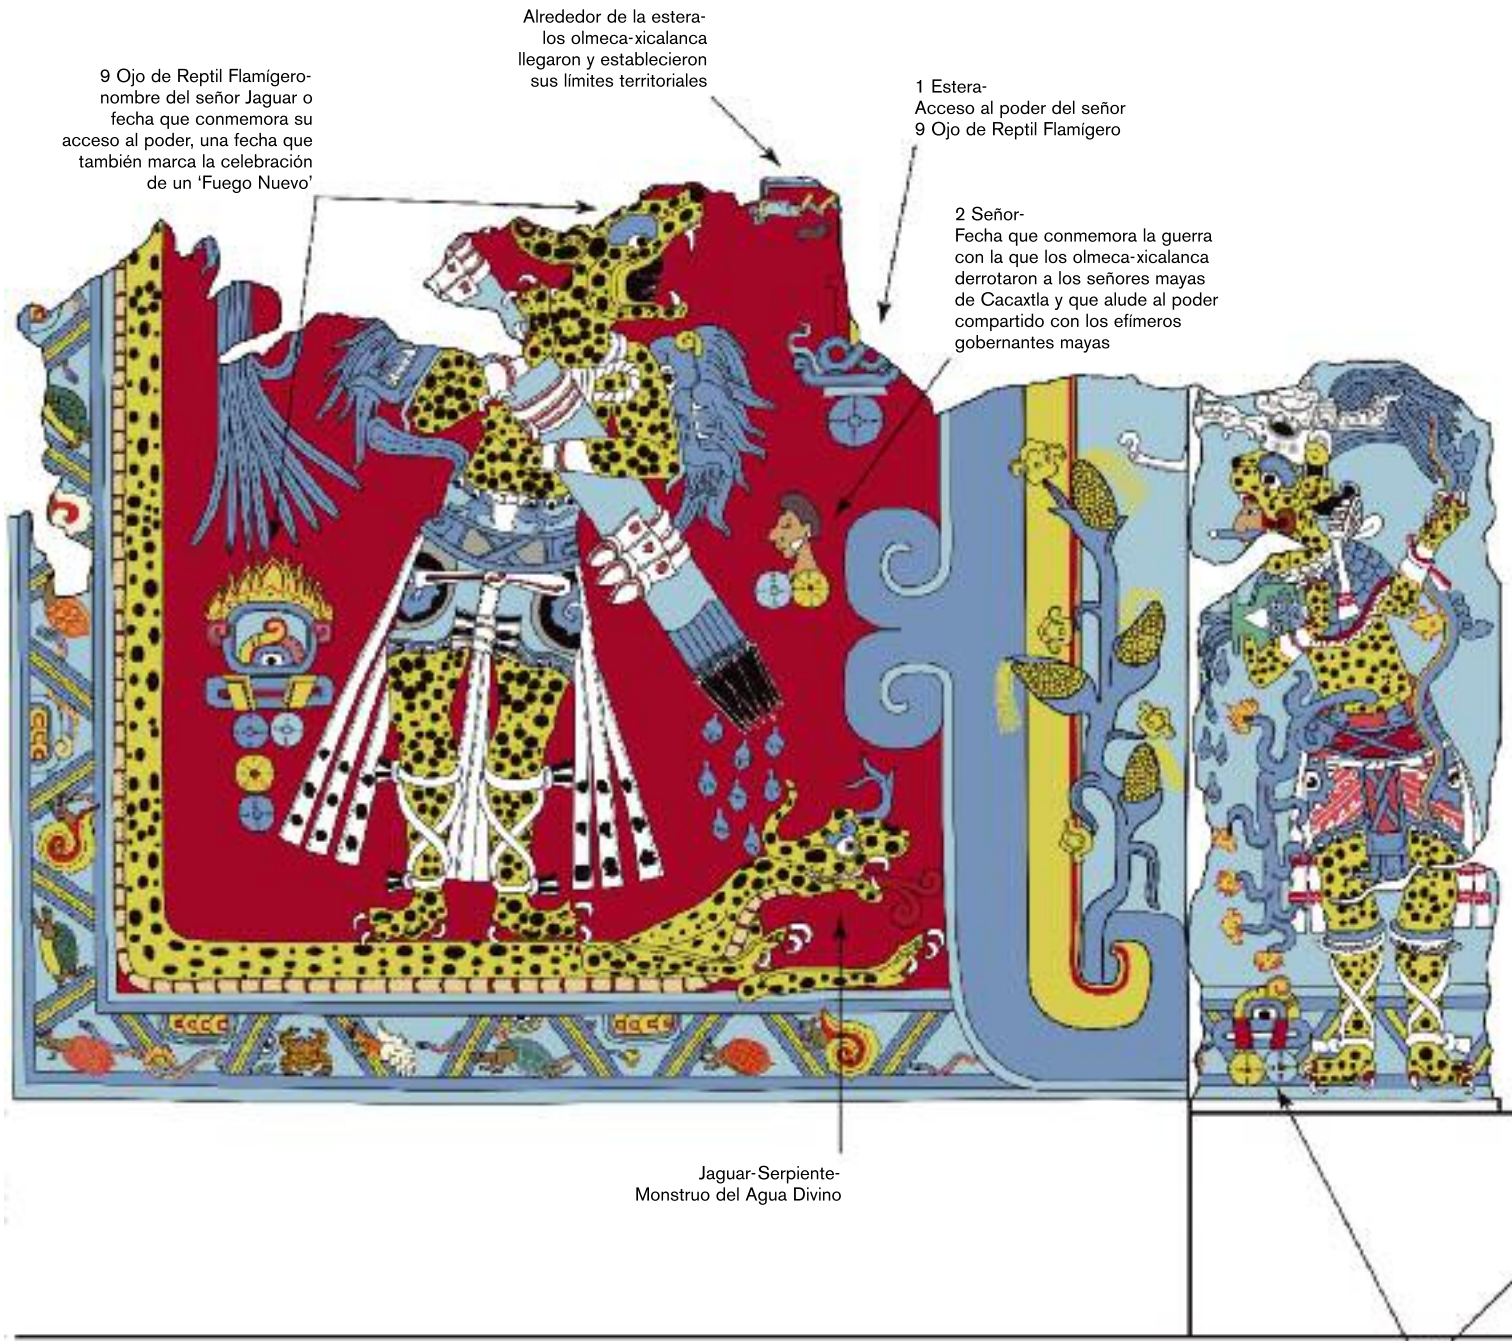 Alrededor de la estera-
los olmeca-xicalanca
llegaron y establecieron
sus límites territoriales
9 Ojo de Reptil Flamígero-
nombre del señor Jaguar o
fecha que conmemora su
acceso al poder, una fecha que
también marca la celebración
de un ‘Fuego Nuevo’
1 Estera-
Acceso al poder del señor
9 Ojo de Reptil Flamígero
2 Señor-
Fecha que conmemora la guerra
con la que los olmeca-xicalanca
derrotaron a los señores mayas
de Cacaxtla y que alude al poder
compartido con los efímeros
gobernantes mayas
Jaguar-Serpiente-
Monstruo del Agua Divino